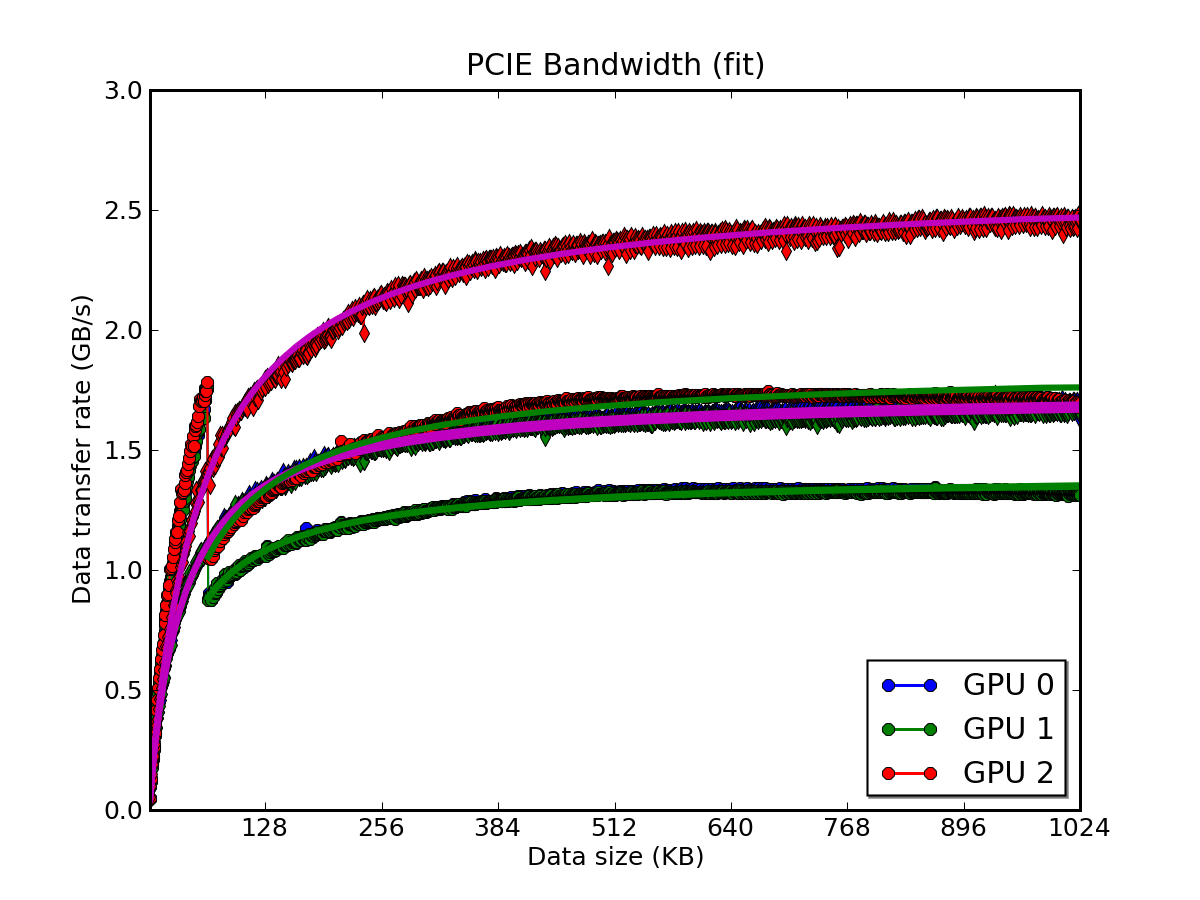 PCIE Bandwidth (fit)
3.0
2.5
2.0
1.5
1.0
0.5
0.0
Data transfer rate (GB/s)
GPU 0
GPU 1
GPU 2
128 256 384 512 640 768 896 1024
Data size (KB)